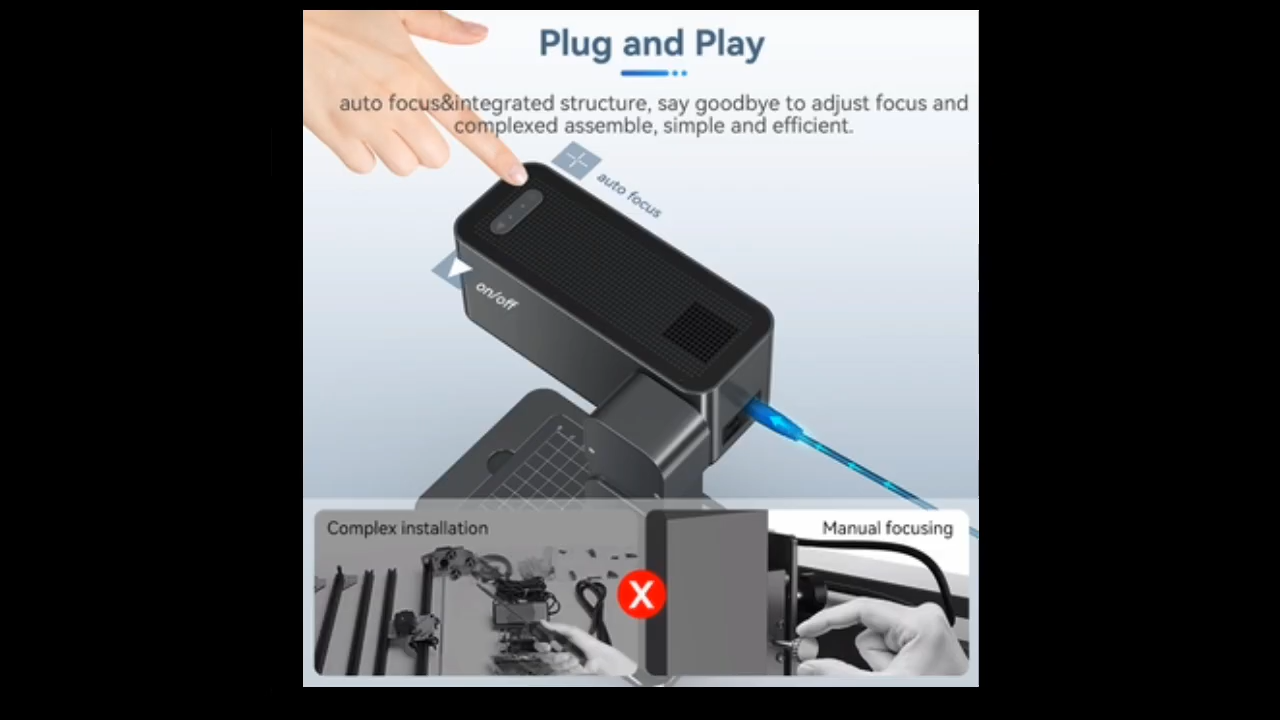 Plug and Play
auto focus&integrated structure, say goodbye to adjust focus and
complexed assemble, simple and efficient.
auto focus
on/off
Complex installation
Manual focusing
X